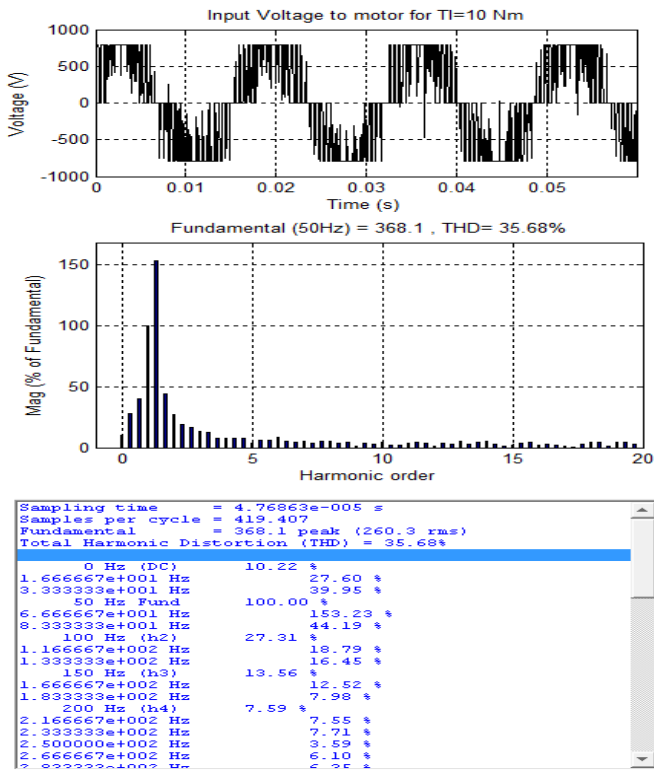 Input Voltage to motor for Tl=10 Nm
1000
500
0
-500
-1000
Voltage (V)
0 0.01 0.02 0.03 0.04 0.05
Time (s)
Fundamental (50Hz) = 368.1 , THD= 35.68%
150
100
50
0
Mag (% of Fundamental)
0 5 10 15 20
Harmonic order
Sampling time = 4.76863e-005 s
Samples per cycle = 419.407
Fundamental = 368.1 peak (260.3 rms)
Total Harmonic Distortion (THD) = 35.68%
0 Hz (DC) 10.22 %
1.666667e+001 Hz 27.60 %
3.333333e+001 Hz 39.95 %
50 Hz Fund 100.00 %
6.666667e+001 Hz 153.23 %
8.333333e+001 Hz 44.19 %
100 Hz (h2) 27.31 %
1.166667e+002 Hz 18.79 %
1.333333e+002 Hz 16.45 %
150 Hz (h3) 13.56 %
1.666667e+002 Hz 12.52 %
1.833333e+002 Hz 7.98 %
200 Hz (h4) 7.59 %
2.166667e+002 Hz 7.55 %
2.333333e+002 Hz 7.71 %
2.500000e+002 Hz 3.59 %
2.666667e+002 Hz 6.10 %
2.833333e+002 Hz 6.35 %